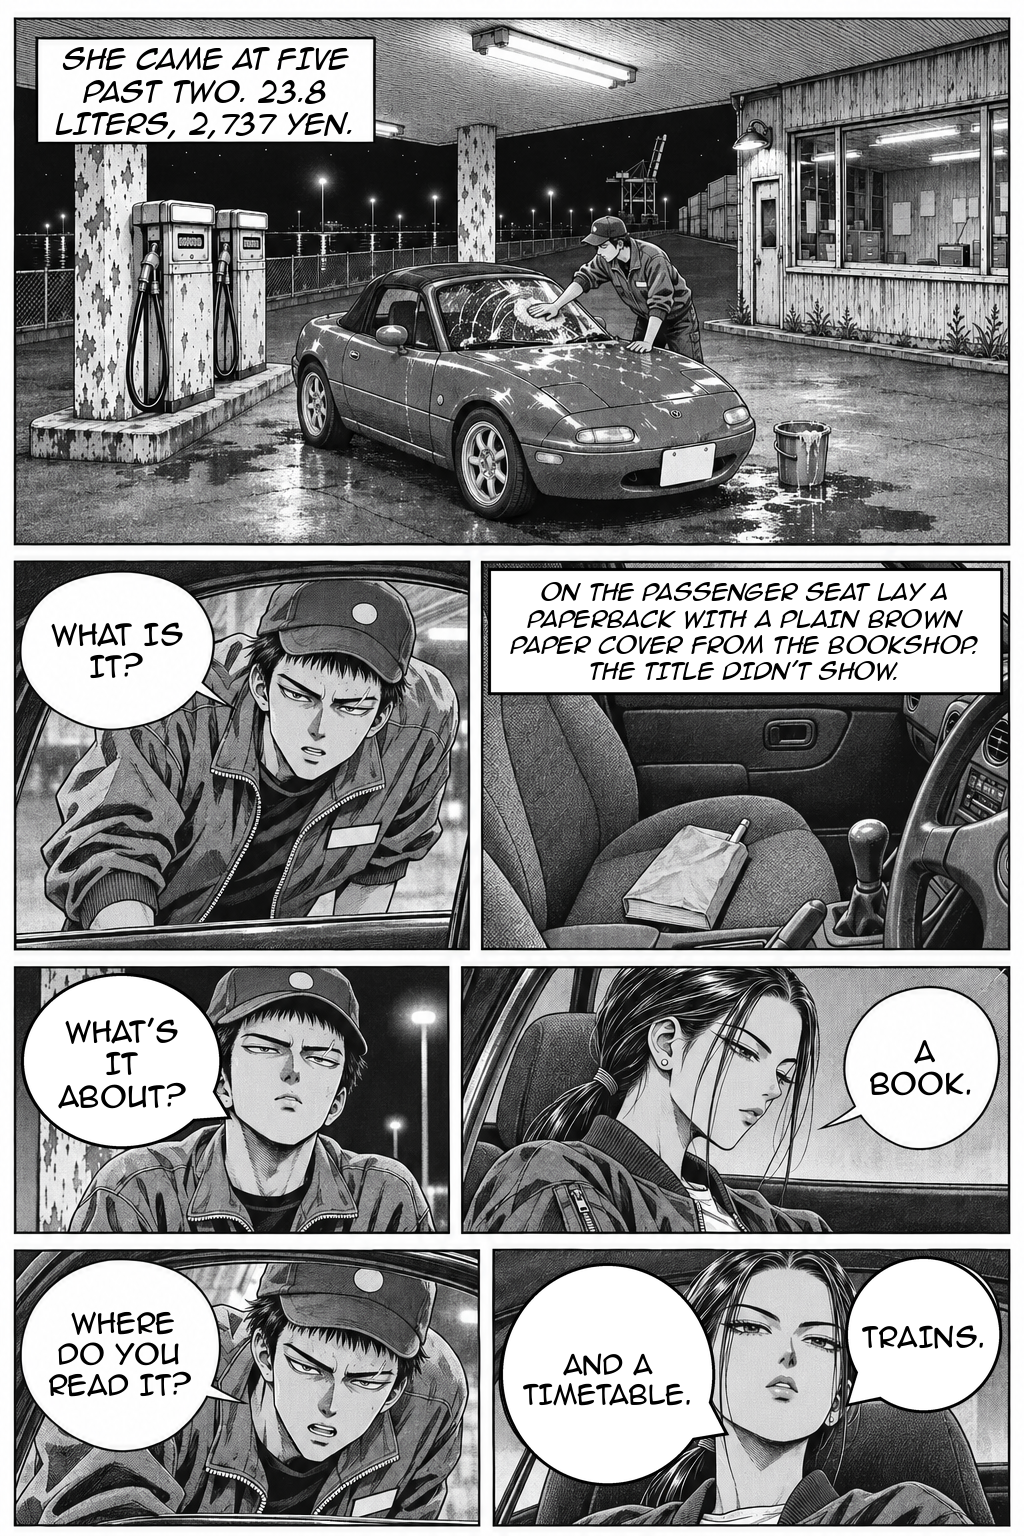 SHE CAME AT FIVE
PAST TWO. 23.8
LITERS, 2,737 YEN.
WHAT IS
IT?
ON THE PASSENGER SEAT LAY A
PAPERBACK WITH A PLAIN BROWN
PAPER COVER FROM THE BOOKSHOP.
THE TITLE DIDN'T SHOW.
WHAT'S
IT
ABOUT?
A
BOOK.
WHERE
DO YOU
READ IT?
TRAINS.
AND A
TIMETABLE.